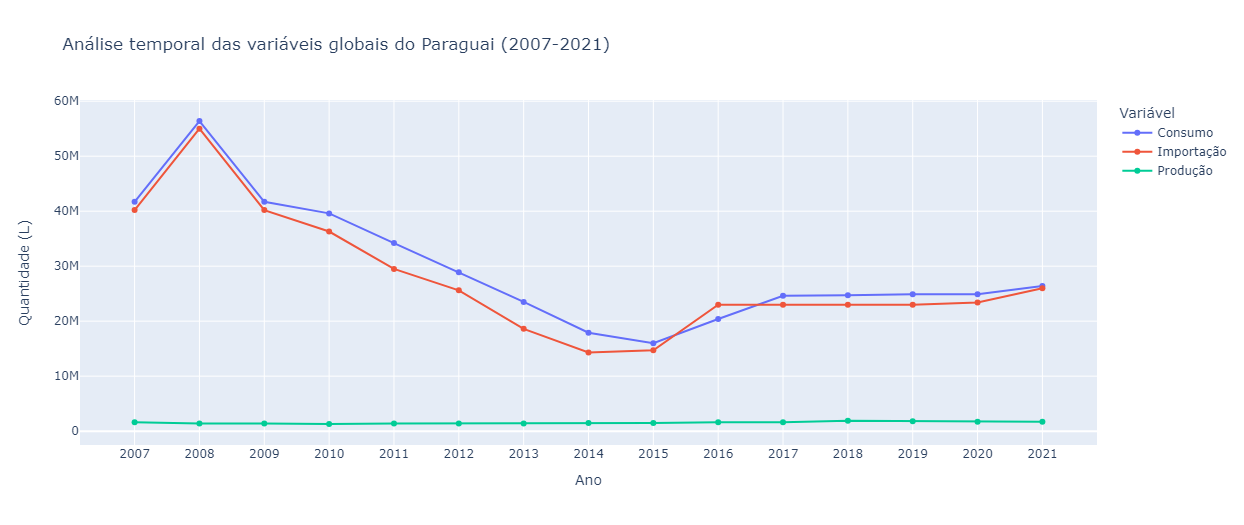 Análise temporal das variáveis globais do Paraguai (2007-2021)
60M
50M
40M
30M
20M
10M
0
Quantidade (L)
2007 2008 2009 2010 2011 2012 2013 2014 2015 2016 2017 2018 2019 2020 2021
Ano
Variável
Consumo
Importação
Produção